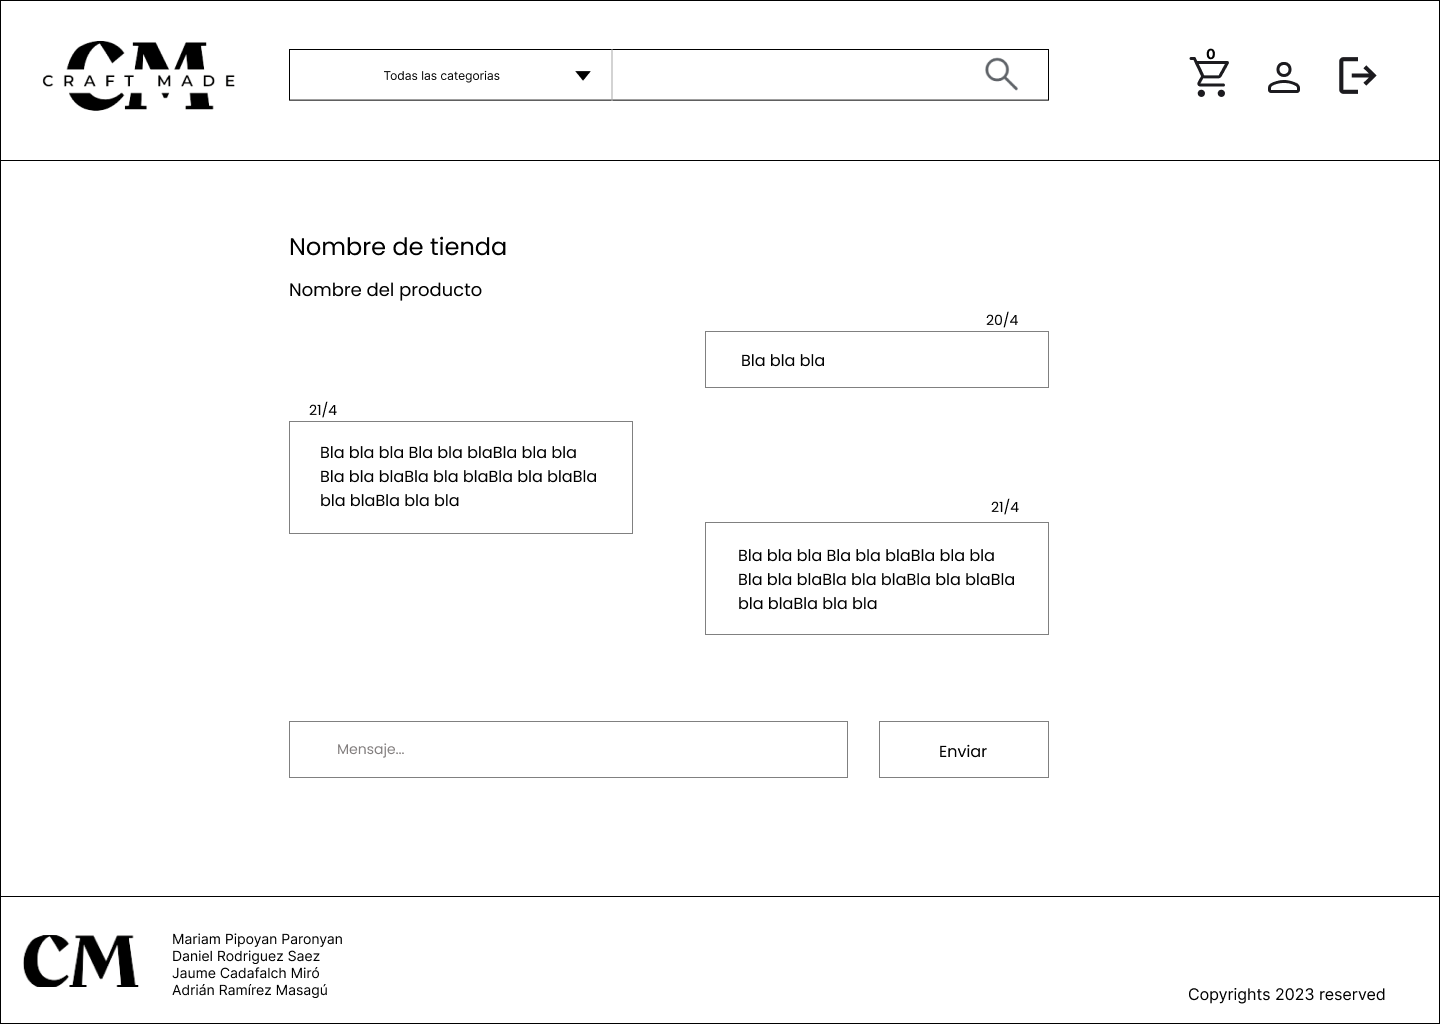 CM
CRAFT MADE
Todas las categorias
0
Nombre de tienda
Nombre del producto
20/4
Bla bla bla
21/4
Bla bla bla Bla bla blaBla bla bla
Bla bla blaBla bla blaBla bla blaBla
bla blaBla bla bla
21/4
Bla bla bla Bla bla blaBla bla bla
Bla bla blaBla bla blaBla bla blaBla
bla blaBla bla bla
Mensaje...
Enviar
CM
Mariam Pipoyan Paronyan
Daniel Rodriguez Saez
Jaume Cadafalch Miró
Adrián Ramírez Masagú
Copyrights 2023 reserved